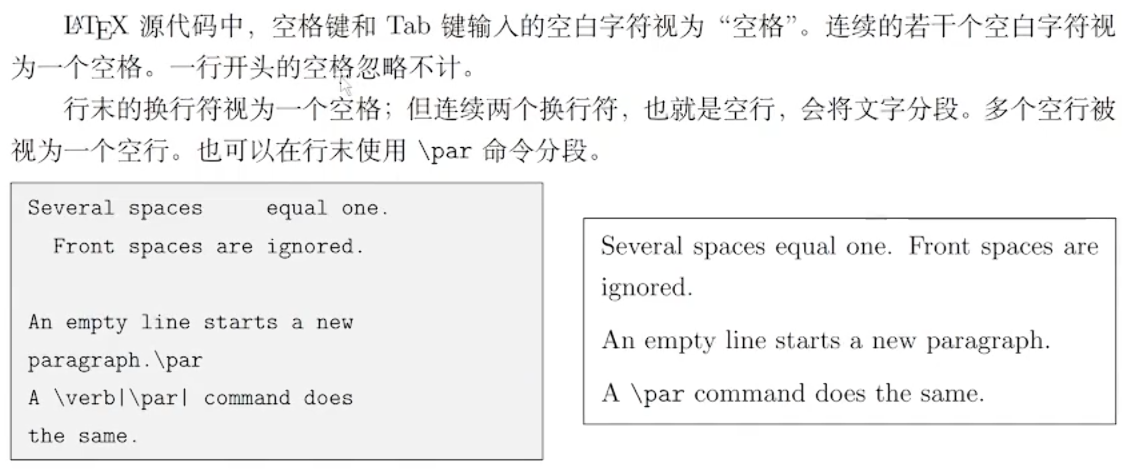 LATEX 源代码中，空格键和 Tab 键输入的空白字符视为 “空格”。连续的若干个空白字符视
为一个空格。一行开头的空格忽略不计。
行末的换行符视为一个空格；但连续两个换行符，也就是空行，会将文字分段。多个空行被
视为一个空行。也可以在行末使用 \par 命令分段。
Several spaces     equal one.
  Front spaces are ignored.
An empty line starts a new
paragraph.\par
A \verb|\par| command does
the same.
Several spaces equal one. Front spaces are
ignored.
An empty line starts a new paragraph.
A \par command does the same.